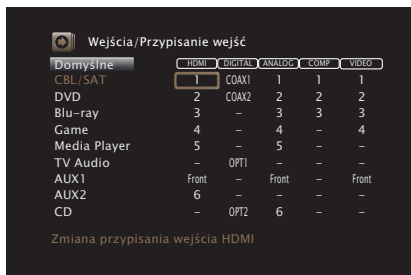 Wejścia/Przypisanie wejść
Domyślne HDMI DIGITAL ANALOG COMP VIDEO
CBL/SAT 1 COAX1 1 1 1
DVD 2 COAX2 2 2 2
Blu-ray 3 – 3 3 3
Game 4 – 4 – 4
Media Player 5 – 5 – –
TV Audio – OPT1 – – –
AUX1 Front – Front – Front
AUX2 6 – – – –
CD – OPT2 6 – –
Zmiana przypisania wejścia HDMI